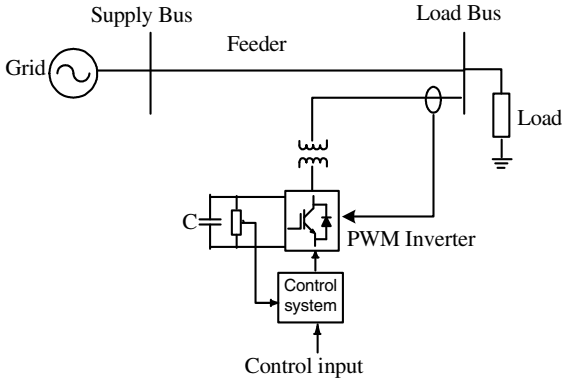 Supply Bus
Load Bus
Feeder
Grid
Load
C
PWM Inverter
Control
system
Control input